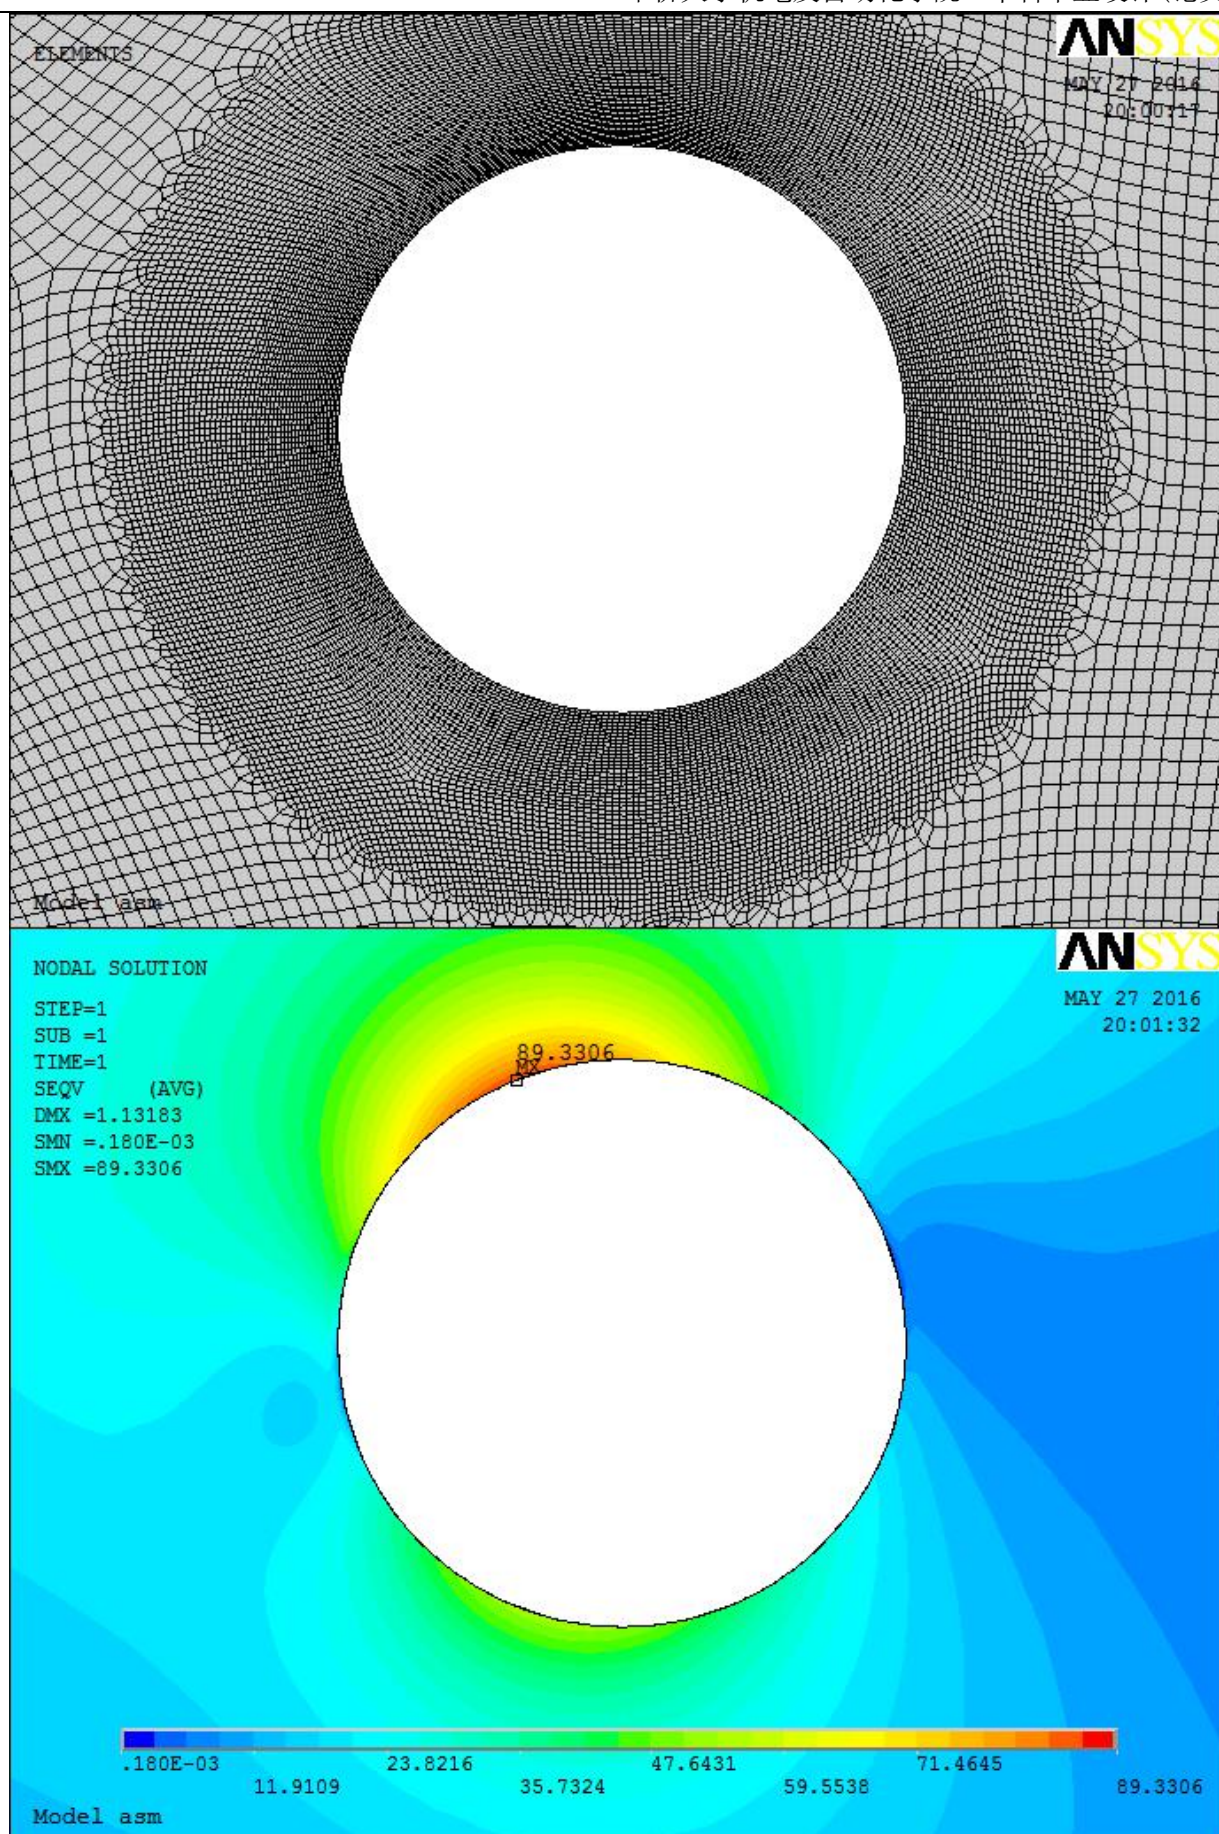 ELEMENTS
ANSYS
MAY 27 2016
20:00:17
Model asm
NODAL SOLUTION
ANSYS
STEP=1
MAY 27 2016
SUB =1
20:01:32
TIME=1
SEQV (AVG)
DMX =1.13183
SMN =.180E-03
SMX =89.3306
89.3306
MX
.180E-03 23.8216 47.6431 71.4645
11.9109 35.7324 59.5538 89.3306
Model asm